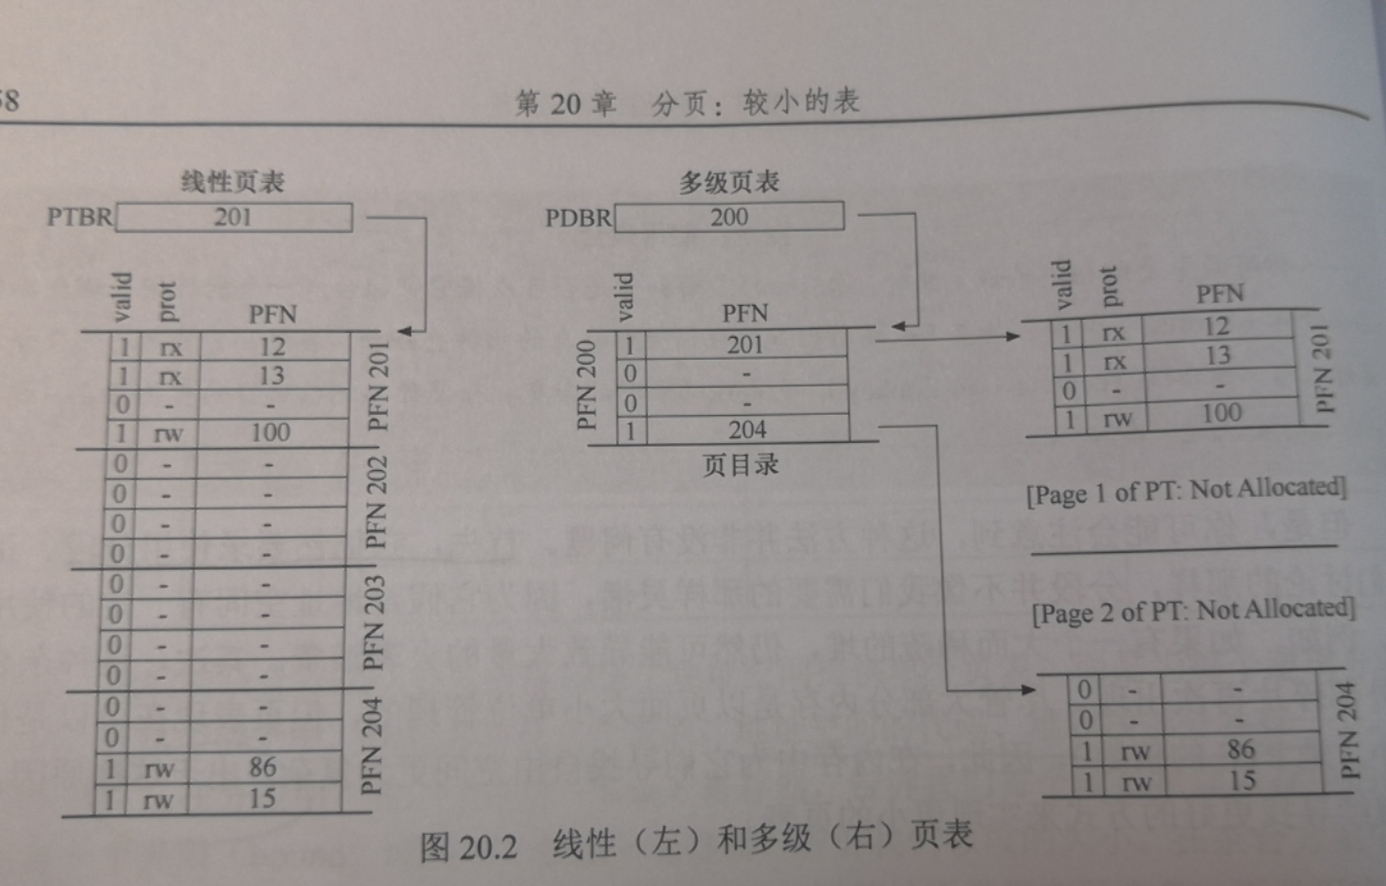 58
第 20 章 分页：较小的表
线性页表
PTBR 201
valid prot PFN
1 rx 12
1 rx 13
0 - -
1 rw 100
PFN 201
0 - -
0 - -
0 - -
0 - -
PFN 202
0 - -
0 - -
0 - -
0 - -
PFN 203
0 - -
0 - -
1 rw 86
1 rw 15
PFN 204
多级页表
PDBR 200
valid PFN
PFN 200
1 201
0 -
0 -
1 204
页目录
valid prot PFN
1 rx 12
1 rx 13
0 - -
1 rw 100
PFN 201
[Page 1 of PT: Not Allocated]
[Page 2 of PT: Not Allocated]
0 - -
0 - -
1 rw 86
1 rw 15
PFN 204
图 20.2 线性（左）和多级（右）页表